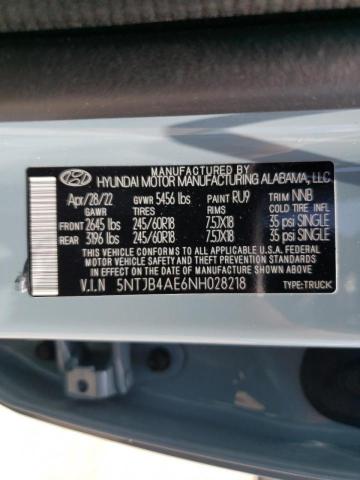 MANUFACTURED BY
HYUNDAI MOTOR MANUFACTURING ALABAMA, LLC
Apr/28/22 GVWR 5456 lbs PAINT RU9 TRIM NNB
GAWR TIRES RIMS COLD TIRE INFL
FRONT 2645 lbs 245/60R18 7.5JX18 35 psi SINGLE
REAR 3196 lbs 245/60R18 7.5JX18 35 psi SINGLE
THIS VEHICLE CONFORMS TO ALL APPLICABLE U.S.A. FEDERAL
MOTOR VEHICLE SAFETY AND THEFT PREVENTION STANDARDS
IN EFFECT ON THE DATE OF MANUFACTURE SHOWN ABOVE.
V.I.N 5NTJB4AE6NH028218 TYPE:TRUCK